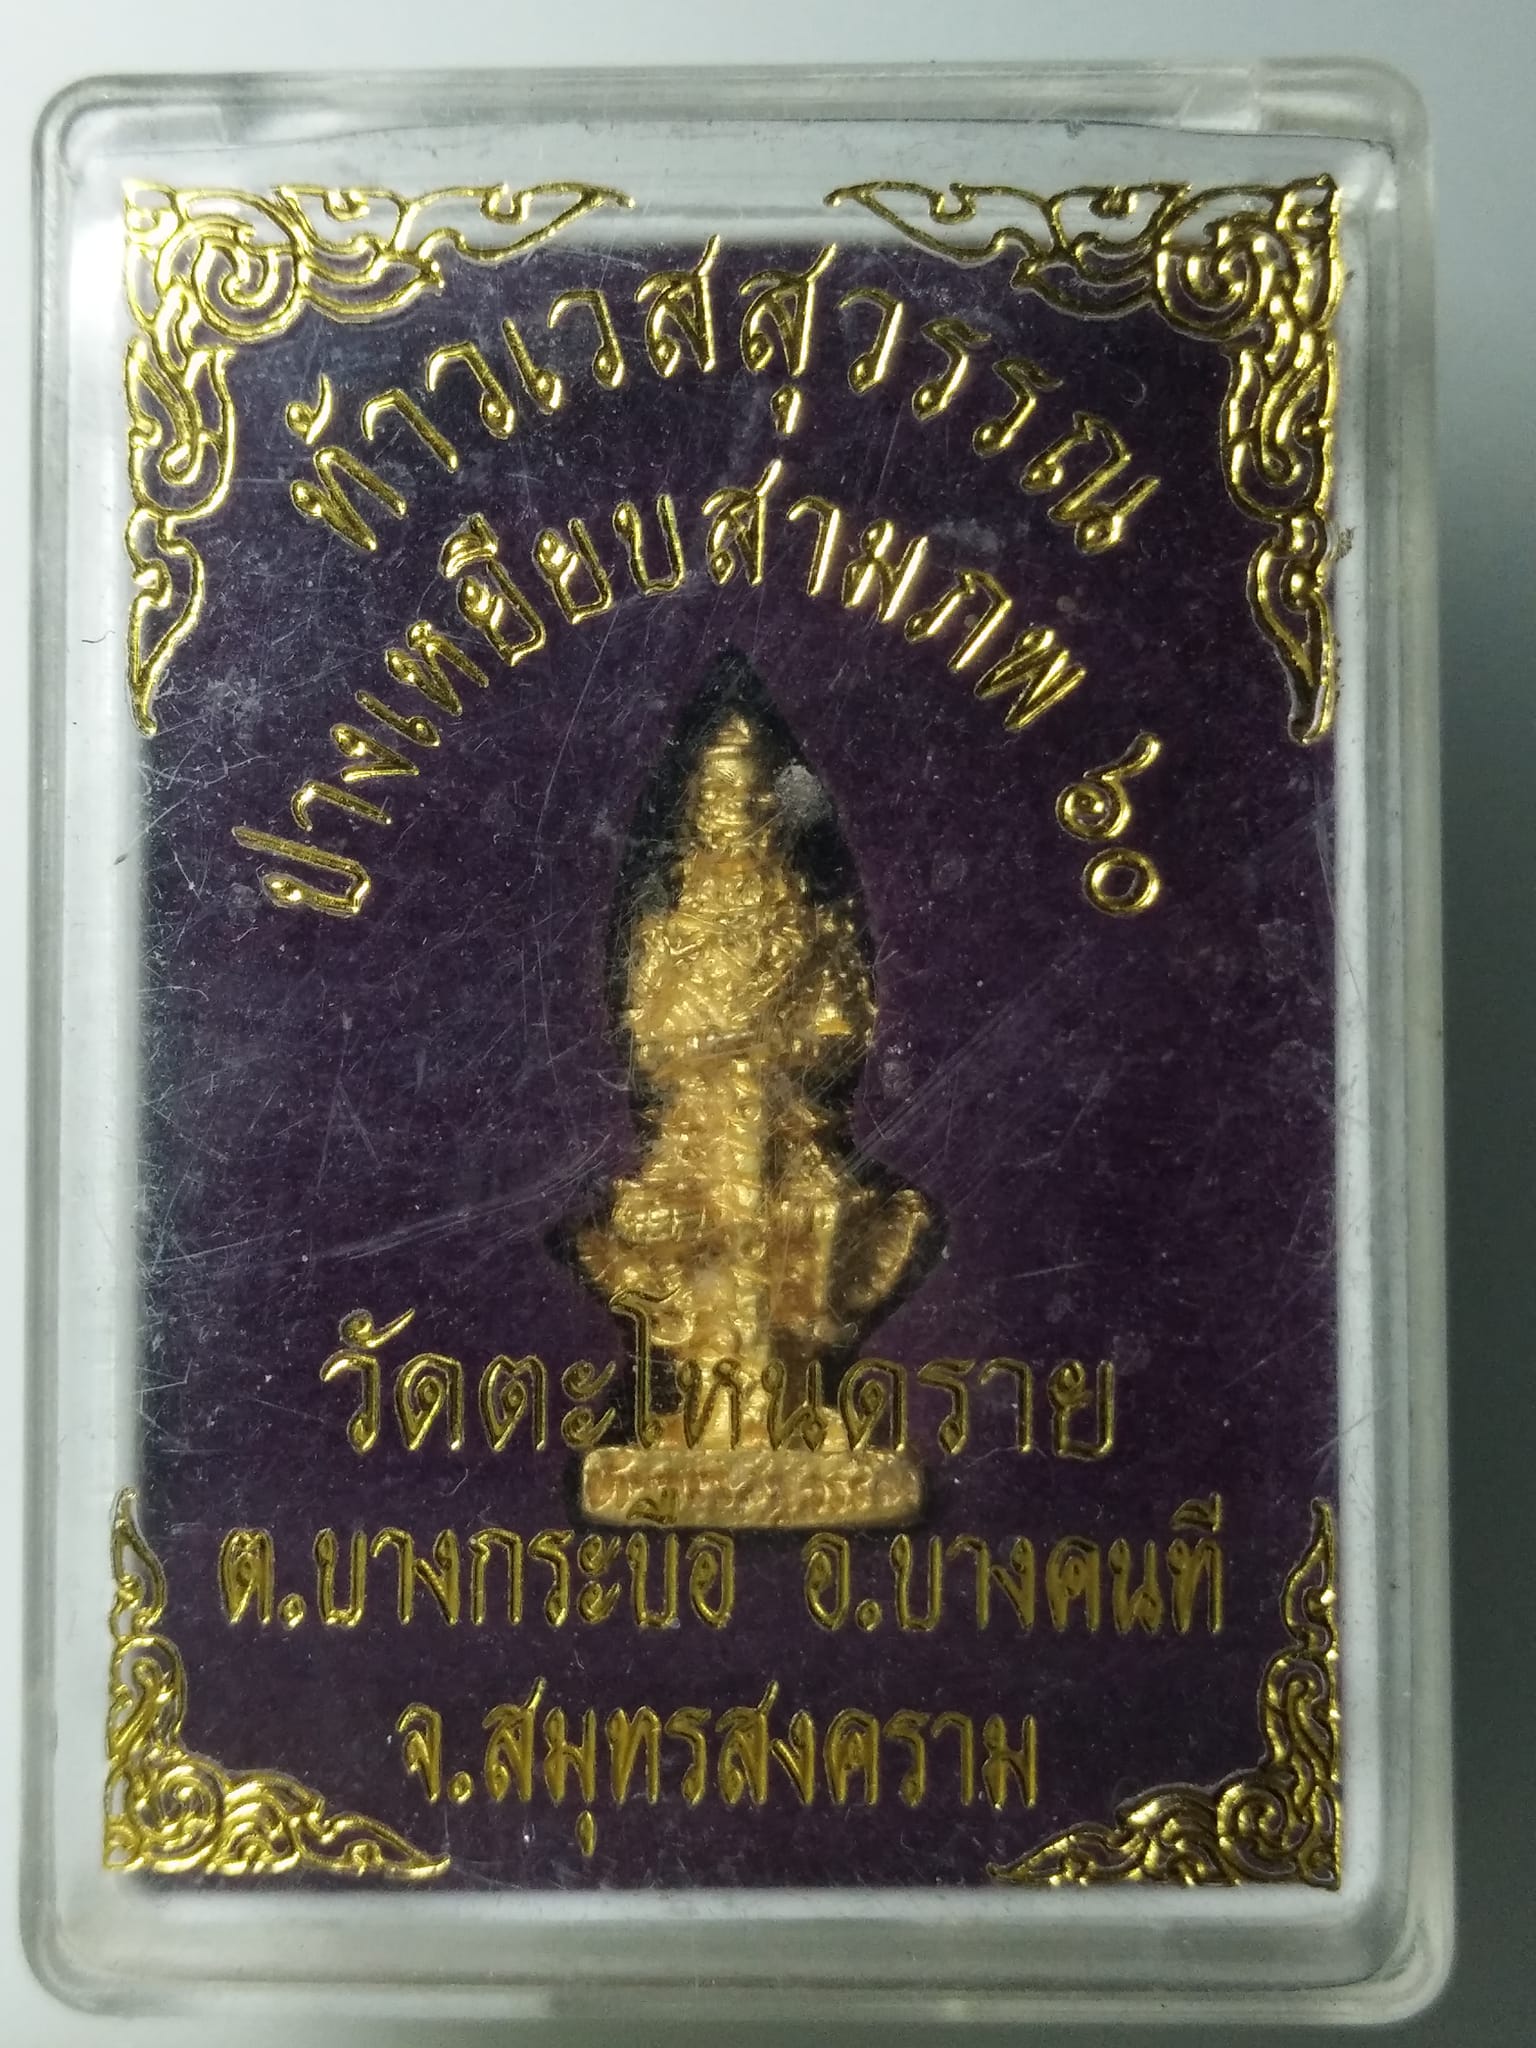 ท้าวเวสสุวรรณ
ปางเหยียบสามภพ ๖๐
วัดตะโหนดราย
ต.บางกระบือ อ.บางคนที
จ.สมุทรสงคราม